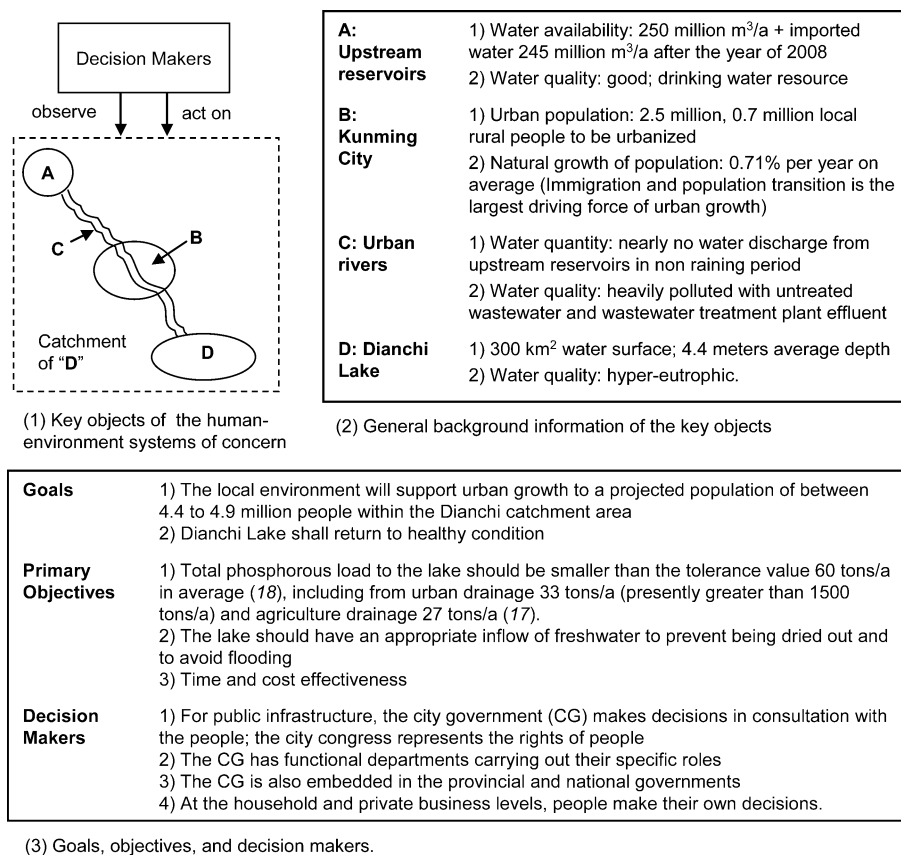 Decision Makers
observe
act on
A
C
B
Catchment
of “D”
D
(1) Key objects of the human-
environment systems of concern
A:
Upstream
reservoirs
1) Water availability: 250 million m³/a + imported
water 245 million m³/a after the year of 2008
2) Water quality: good; drinking water resource
B:
Kunming
City
1) Urban population: 2.5 million, 0.7 million local
rural people to be urbanized
2) Natural growth of population: 0.71% per year on
average (Immigration and population transition is the
largest driving force of urban growth)
C: Urban
rivers
1) Water quantity: nearly no water discharge from
upstream reservoirs in non raining period
2) Water quality: heavily polluted with untreated
wastewater and wastewater treatment plant effluent
D: Dianchi
Lake
1) 300 km² water surface; 4.4 meters average depth
2) Water quality: hyper-eutrophic.
(2) General background information of the key objects
Goals
1) The local environment will support urban growth to a projected population of between
4.4 to 4.9 million people within the Dianchi catchment area
2) Dianchi Lake shall return to healthy condition
Primary
Objectives
1) Total phosphorous load to the lake should be smaller than the tolerance value 60 tons/a
in average (18), including from urban drainage 33 tons/a (presently greater than 1500
tons/a) and agriculture drainage 27 tons/a (17).
2) The lake should have an appropriate inflow of freshwater to prevent being dried out and
to avoid flooding
3) Time and cost effectiveness
Decision
Makers
1) For public infrastructure, the city government (CG) makes decisions in consultation with
the people; the city congress represents the rights of people
2) The CG has functional departments carrying out their specific roles
3) The CG is also embedded in the provincial and national governments
4) At the household and private business levels, people make their own decisions.
(3) Goals, objectives, and decision makers.